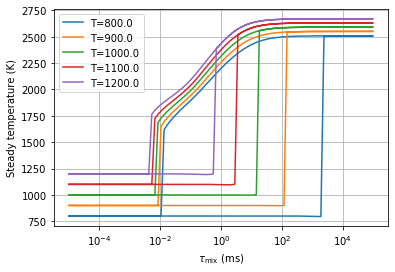 2750
2500
2250
2000
1750
1500
1250
1000
750
Steady temperature (K)
T=800.0
T=900.0
T=1000.0
T=1100.0
T=1200.0
10⁻⁴
10⁻²
10⁰
10²
10⁴
τmix (ms)